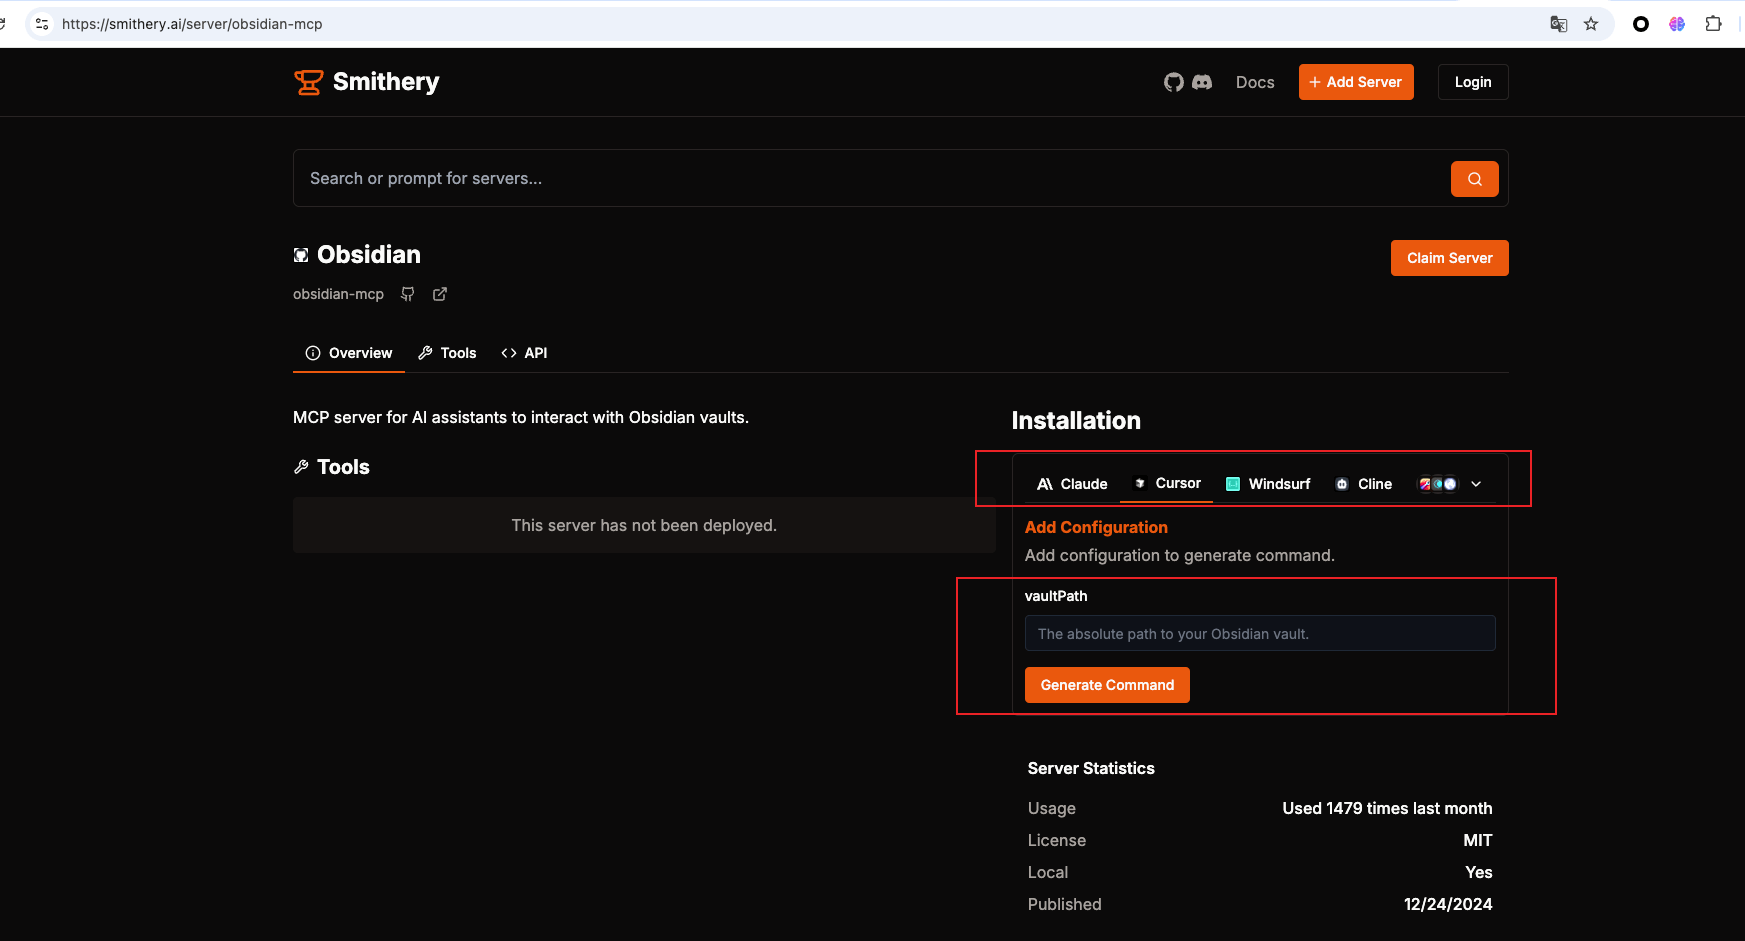 https://smithery.ai/server/obsidian-mcp
Smithery
Docs
+ Add Server
Login
Search or prompt for servers...
Obsidian
Claim Server
obsidian-mcp
Overview
Tools
API
MCP server for AI assistants to interact with Obsidian vaults.
Tools
This server has not been deployed.
Installation
Claude
Cursor
Windsurf
Cline
Add Configuration
Add configuration to generate command.
vaultPath
The absolute path to your Obsidian vault.
Generate Command
Server Statistics
Usage Used 1479 times last month
License MIT
Local Yes
Published 12/24/2024